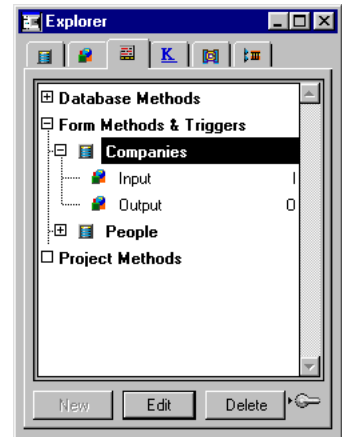 Explorer
K
Database Methods
Form Methods & Triggers
Companies
Input I
Output O
People
Project Methods
New Edit Delete